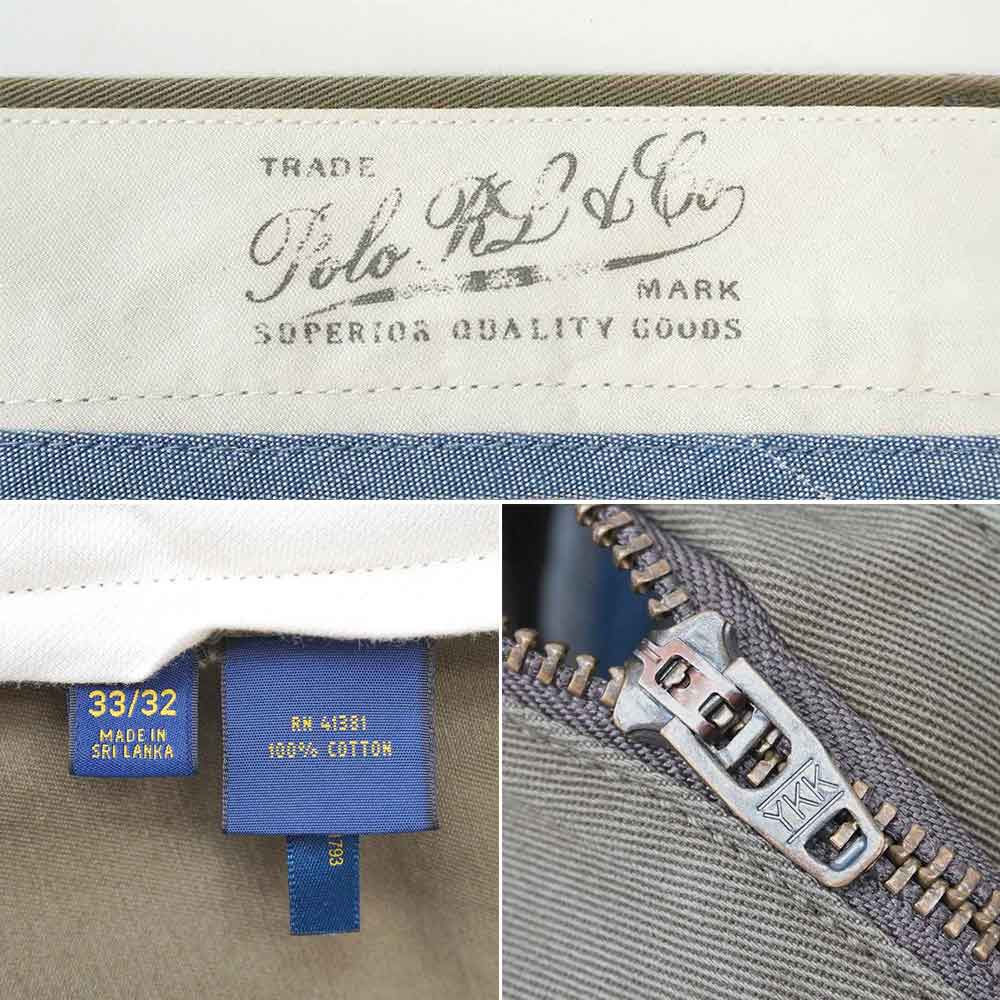 TRADE
Polo RL & Co
MARK
SUPERIOR QUALITY GOODS
33/32
MADE IN
SRI LANKA
RN 41381
100% COTTON
1793
YKK